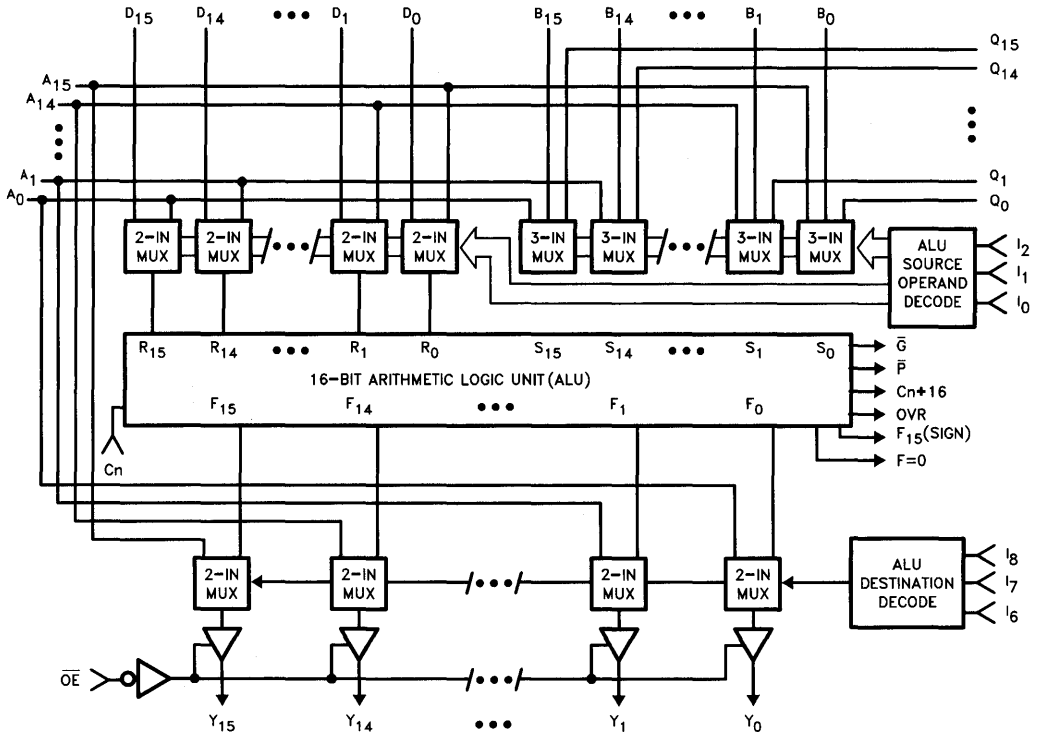 D15 D14 ••• D1 D0 B15 B14 ••• B1 B0
Q15
Q14
A15
A14
A1
A0
Q1
Q0
2-IN MUX 2-IN MUX ••• 2-IN MUX 2-IN MUX 3-IN MUX 3-IN MUX ••• 3-IN MUX 3-IN MUX
ALU
SOURCE
OPERAND
DECODE
I2
I1
I0
R15 R14 ••• R1 R0 S15 S14 ••• S1 S0
16-BIT ARITHMETIC LOGIC UNIT (ALU)
F15 F14 ••• F1 F0
G̅
P̅
Cn+16
OVR
F15(SIGN)
F=0
Cn
2-IN MUX 2-IN MUX ••• 2-IN MUX 2-IN MUX
ALU
DESTINATION
DECODE
I8
I7
I6
O̅E̅
Y15 Y14 ••• Y1 Y0